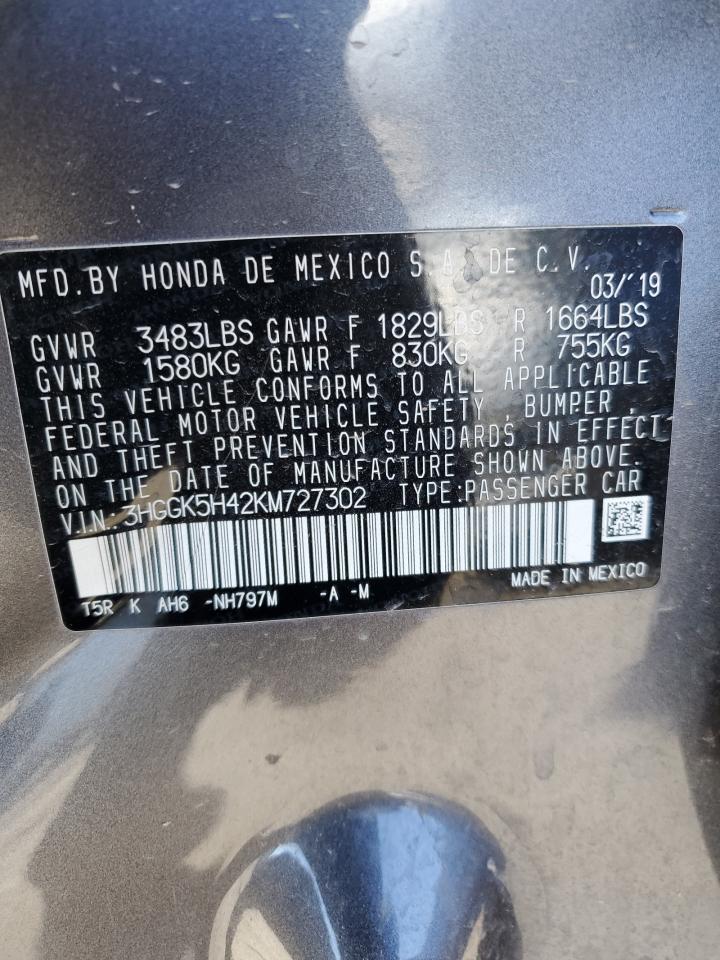 MFD.BY HONDA DE MEXICO S.A. DE C.V.
03/'19
GVWR 3483LBS GAWR F 1829LBS R 1664LBS
GVWR 1580KG GAWR F 830KG R 755KG
THIS VEHICLE CONFORMS TO ALL APPLICABLE
FEDERAL MOTOR VEHICLE SAFETY , BUMPER ,
AND THEFT PREVENTION STANDARDS IN EFFECT
ON THE DATE OF MANUFACTURE SHOWN ABOVE.
VIN: 3HGGK5H42KM727302 TYPE:PASSENGER CAR
MADE IN MEXICO
T5R K AH6 -NH797M -A -M